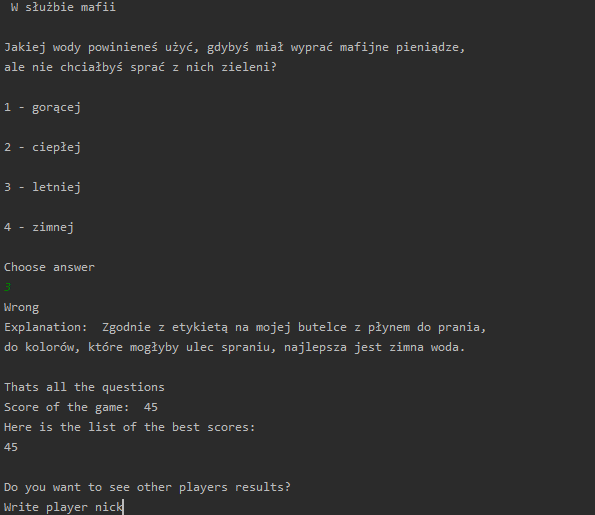 W służbie mafii
Jakiej wody powinieneś użyć, gdybyś miał wyprać mafijne pieniądze,
ale nie chciałbyś sprać z nich zieleni?
1 - gorącej
2 - ciepłej
3 - letniej
4 - zimnej
Choose answer
3
Wrong
Explanation:  Zgodnie z etykietą na mojej butelce z płynem do prania,
do kolorów, które mogłyby ulec spraniu, najlepsza jest zimna woda.
Thats all the questions
Score of the game:  45
Here is the list of the best scores:
45
Do you want to see other players results?
Write player nick